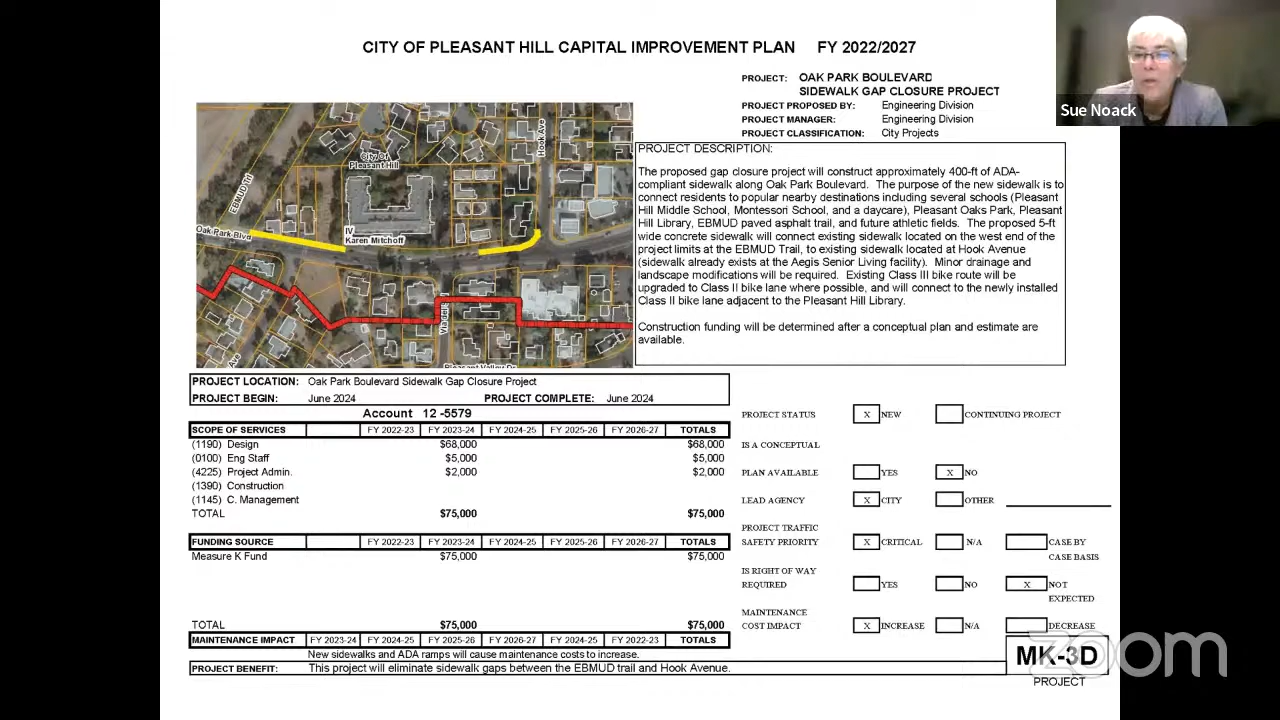 CITY OF PLEASANT HILL CAPITAL IMPROVEMENT PLAN FY 2022/2027
PROJECT: OAK PARK BOULEVARD
SIDEWALK GAP CLOSURE PROJECT
PROJECT PROPOSED BY: Engineering Division
PROJECT MANAGER: Engineering Division
PROJECT CLASSIFICATION: City Projects
Sue Noack
Hook Ave
City Of
Pleasant Hill
EBMUD Trl
Oak Park Blvd
IV
Karen Mitchoff
Pleasant Valley Dr
PROJECT DESCRIPTION:
The proposed gap closure project will construct approximately 400-ft of ADA-
compliant sidewalk along Oak Park Boulevard. The purpose of the new sidewalk is to
connect residents to popular nearby destinations including several schools (Pleasant
Hill Middle School, Montessori School, and a daycare), Pleasant Oaks Park, Pleasant
Hill Library, EBMUD paved asphalt trail, and future athletic fields. The proposed 5-ft
wide concrete sidewalk will connect existing sidewalk located on the west end of the
project limits at the EBMUD Trail, to existing sidewalk located at Hook Avenue
(sidewalk already exists at the Aegis Senior Living facility). Minor drainage and
landscape modifications will be required. Existing Class III bike route will be
upgraded to Class II bike lane where possible, and will connect to the newly installed
Class II bike lane adjacent to the Pleasant Hill Library.
Construction funding will be determined after a conceptual plan and estimate are
available.
PROJECT LOCATION: Oak Park Boulevard Sidewalk Gap Closure Project
PROJECT BEGIN: June 2024 PROJECT COMPLETE: June 2024
Account 12 -5579
SCOPE OF SERVICES FY 2022-23 FY 2023-24 FY 2024-25 FY 2025-26 FY 2026-27 TOTALS
(1190) Design $68,000 $68,000
(0100) Eng Staff $5,000 $5,000
(4225) Project Admin. $2,000 $2,000
(1390) Construction
(1145) C. Management
TOTAL $75,000 $75,000
FUNDING SOURCE FY 2022-23 FY 2023-24 FY 2024-25 FY 2025-26 FY 2026-27 TOTALS
Measure K Fund $75,000 $75,000
TOTAL $75,000 $75,000
MAINTENANCE IMPACT FY 2023-24 FY 2024-25 FY 2025-26 FY 2026-27 FY 2024-25 FY 2022-23 TOTALS
New sidewalks and ADA ramps will cause maintenance costs to increase.
PROJECT BENEFIT: This project will eliminate sidewalk gaps between the EBMUD trail and Hook Avenue.
PROJECT STATUS X NEW CONTINUING PROJECT
IS A CONCEPTUAL
PLAN AVAILABLE YES X NO
LEAD AGENCY X CITY OTHER
PROJECT TRAFFIC
SAFETY PRIORITY X CRITICAL N/A CASE BY
CASE BASIS
IS RIGHT OF WAY
REQUIRED YES NO X NOT
EXPECTED
MAINTENANCE
COST IMPACT X INCREASE N/A DECREASE
MK-3D
PROJECT
zoom